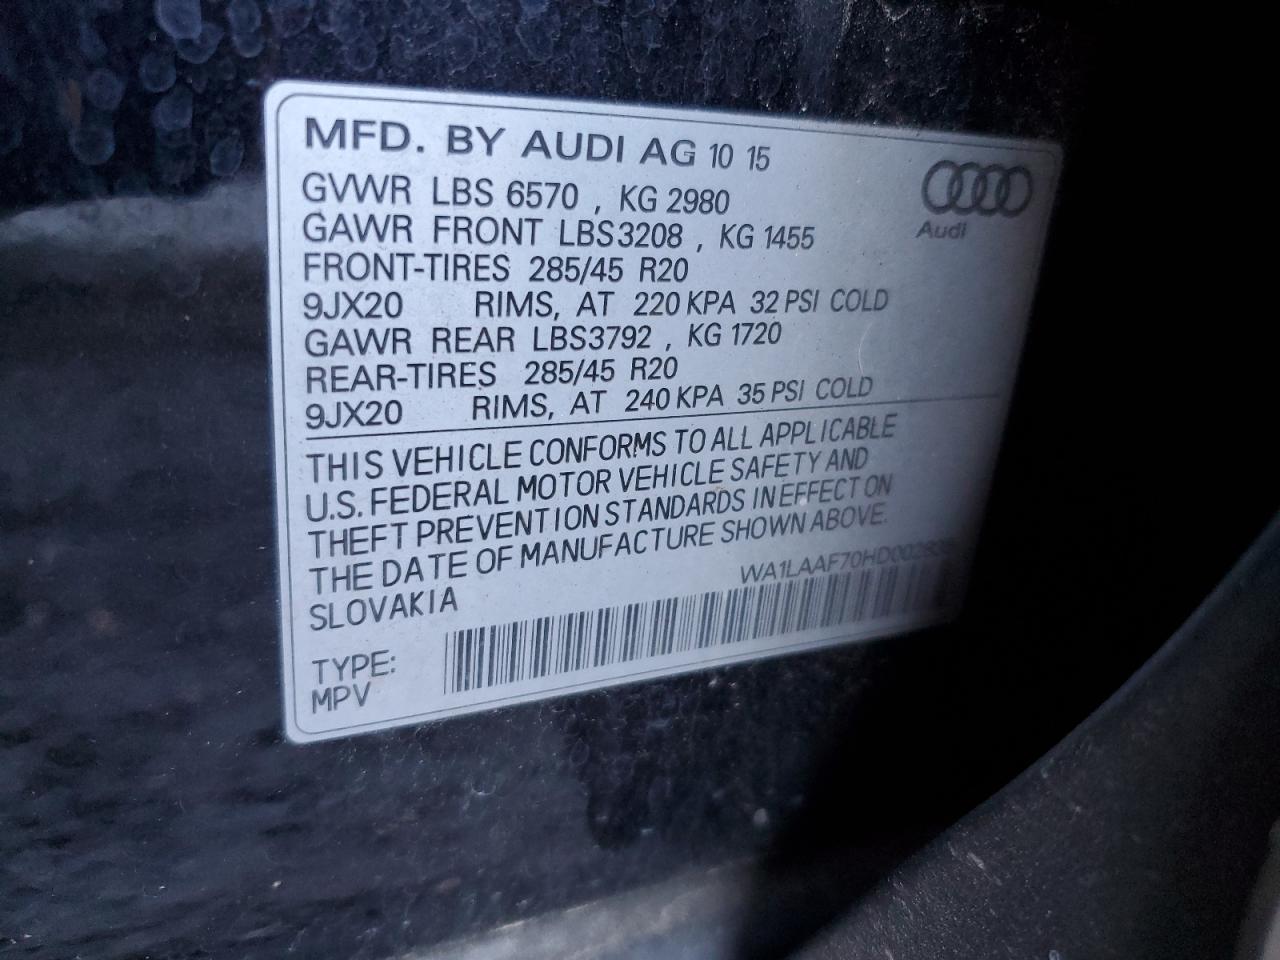 MFD. BY AUDI AG 10 15
GVWR LBS 6570 , KG 2980
GAWR FRONT LBS3208 , KG 1455
FRONT-TIRES 285/45 R20
9JX20 RIMS, AT 220 KPA 32 PSI COLD
GAWR REAR LBS3792 , KG 1720
REAR-TIRES 285/45 R20
9JX20 RIMS, AT 240 KPA 35 PSI COLD
Audi
THIS VEHICLE CONFORMS TO ALL APPLICABLE
U.S. FEDERAL MOTOR VEHICLE SAFETY AND
THEFT PREVENTION STANDARDS IN EFFECT ON
THE DATE OF MANUFACTURE SHOWN ABOVE.
SLOVAKIA
TYPE:
MPV